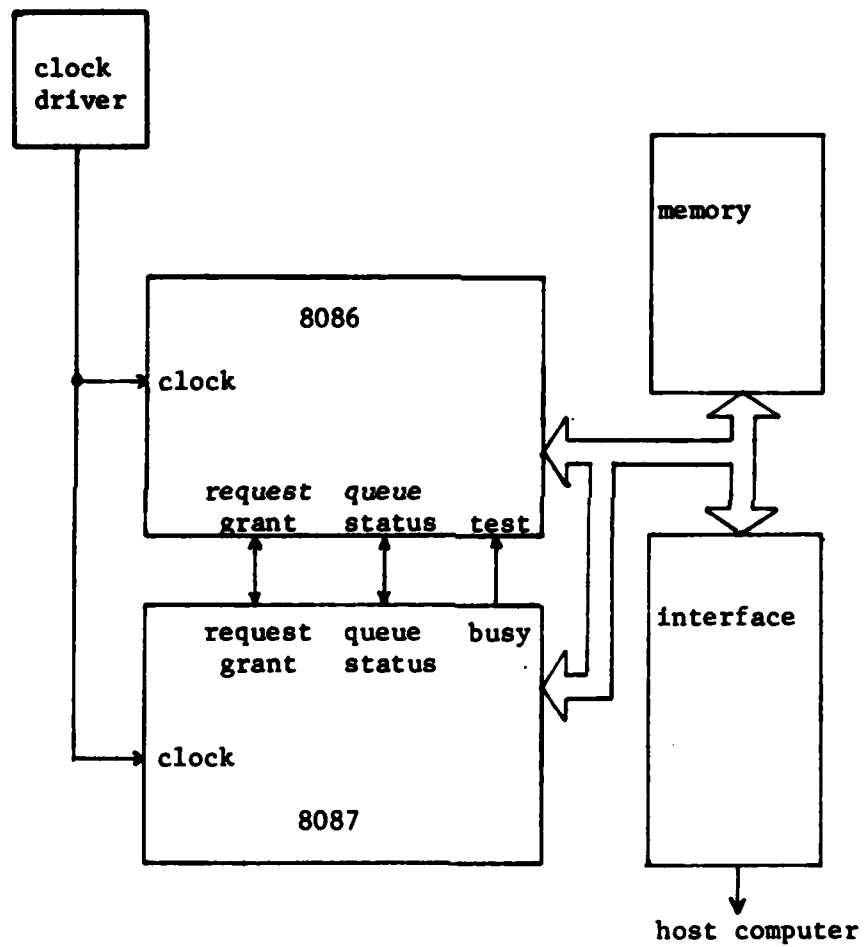 clock
driver
memory
8086
clock
request
grant
queue
status
test
request
grant
queue
status
busy
interface
clock
8087
host computer